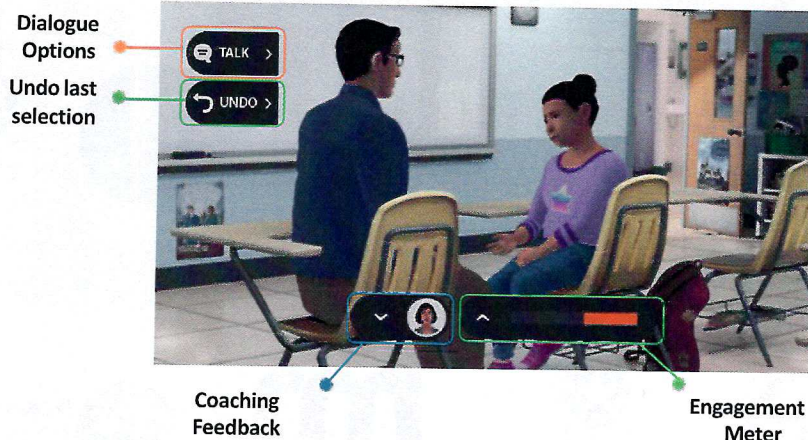 Dialogue
Options
TALK >
Undo last
selection
UNDO >
Coaching
Feedback
Engagement
Meter